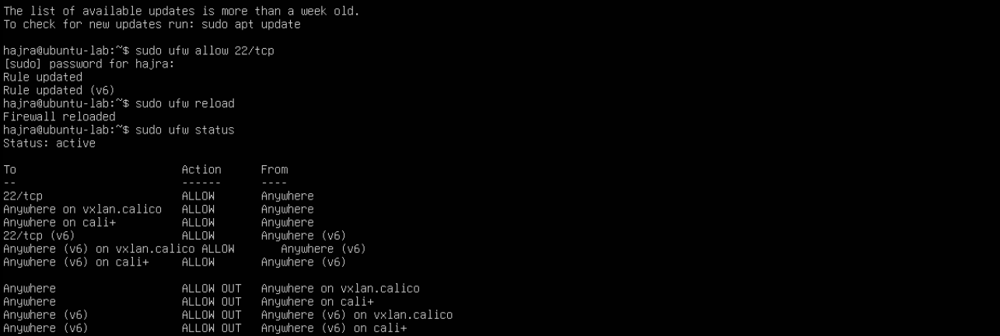 The list of available updates is more than a week old.
To check for new updates run: sudo apt update
hajra@ubuntu-lab:~$ sudo ufw allow 22/tcp
[sudo] password for hajra:
Rule updated
Rule updated (v6)
hajra@ubuntu-lab:~$ sudo ufw reload
Firewall reloaded
hajra@ubuntu-lab:~$ sudo ufw status
Status: active
To                         Action      From
--                         ------      ----
22/tcp                     ALLOW       Anywhere
Anywhere on vxlan.calico   ALLOW       Anywhere
Anywhere on cali+          ALLOW       Anywhere
22/tcp (v6)                ALLOW       Anywhere (v6)
Anywhere (v6) on vxlan.calico ALLOW       Anywhere (v6)
Anywhere (v6) on cali+     ALLOW       Anywhere (v6)
Anywhere                   ALLOW OUT   Anywhere on vxlan.calico
Anywhere                   ALLOW OUT   Anywhere on cali+
Anywhere (v6)              ALLOW OUT   Anywhere (v6) on vxlan.calico
Anywhere (v6)              ALLOW OUT   Anywhere (v6) on cali+